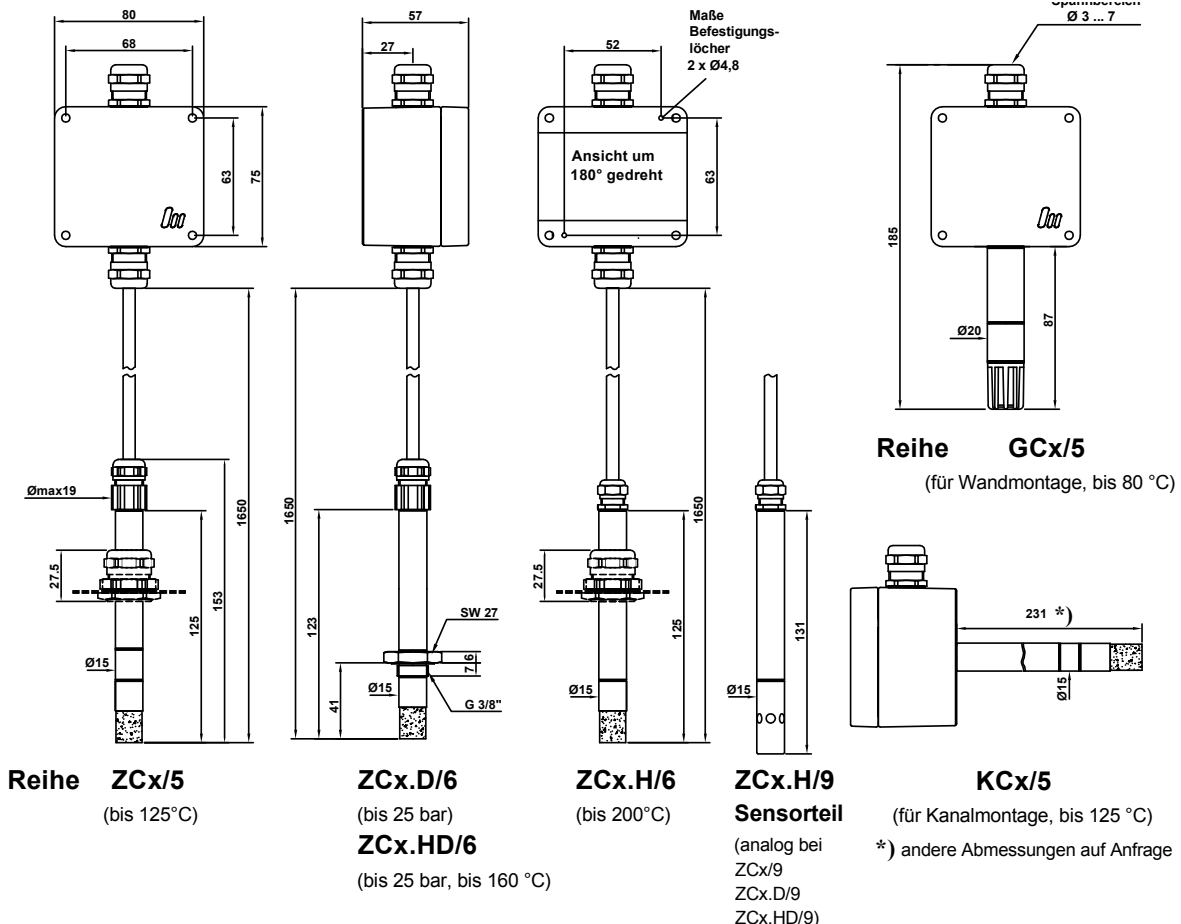 80
68
63
75
Ømax19
27.5
Ø15
125
153
1650
Reihe ZCx/5
(bis 125°C)
57
27
1650
123
41
SW 27
7 6
Ø15
G 3/8"
ZCx.D/6
(bis 25 bar)
ZCx.HD/6
(bis 25 bar, bis 160 °C)
Maße
Befestigungs-
löcher
2 x Ø4,8
52
Ansicht um
180° gedreht
63
27.5
Ø15
125
1650
ZCx.H/6
(bis 200°C)
Ø15
131
ZCx.H/9
Sensorteil
(analog bei
ZCx/9
ZCx.D/9
ZCx.HD/9)
Ø 3 ... 7
185
Ø20
87
Reihe GCx/5
(für Wandmontage, bis 80 °C)
231 *)
Ø15
KCx/5
(für Kanalmontage, bis 125 °C)
*) andere Abmessungen auf Anfrage